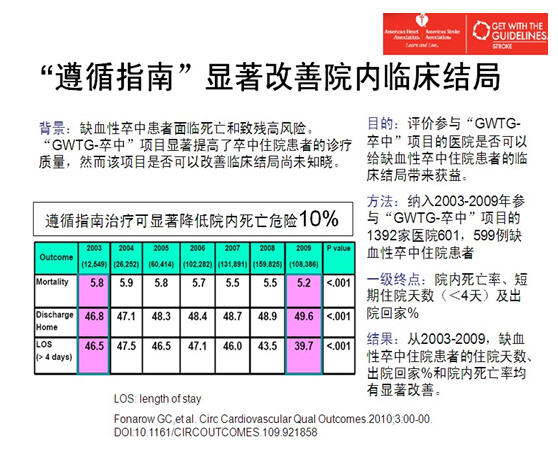 American Heart Association®
American Stroke Association®
Learn and Live..
GET WITH THE GUIDELINES.
STROKE
“遵循指南”显著改善院内临床结局
背景：缺血性卒中患者面临死亡和致残高风险。
“GWTG-卒中”项目显著提高了卒中住院患者的诊疗
质量，然而该项目是否可以改善临床结局尚未知晓。
遵循指南治疗可显著降低院内死亡危险10%
Outcome 2003 (12,549) 2004 (26,252) 2005 (60,414) 2006 (102,282) 2007 (131,891) 2008 (159,825) 2009 (108,386) P value
Mortality 5.8 5.9 5.8 5.7 5.5 5.5 5.2 <.001
Discharge Home 46.8 47.1 48.3 48.4 48.7 48.9 49.6 <.001
LOS (> 4 days) 46.5 47.5 46.5 47.1 46.0 43.5 39.7 <.001
LOS: length of stay
Fonarow GC,et al. Circ Cardiovascular Qual Outcomes.2010;3:00-00.
DOI:10.1161/CIRCOUTCOMES.109.921858
目的：评价参与“GWTG-
卒中”项目的医院是否可以
给缺血性卒中住院患者的临
床结局带来获益。
方法：纳入2003-2009年参
与“GWTG-卒中”项目的
1392家医院601，599例缺
血性卒中住院患者
一级终点：院内死亡率、短
期住院天数（＜4天）及出
院回家%
结果：从2003-2009，缺血
性卒中住院患者的住院天数、
出院回家%和院内死亡率均
有显著改善。